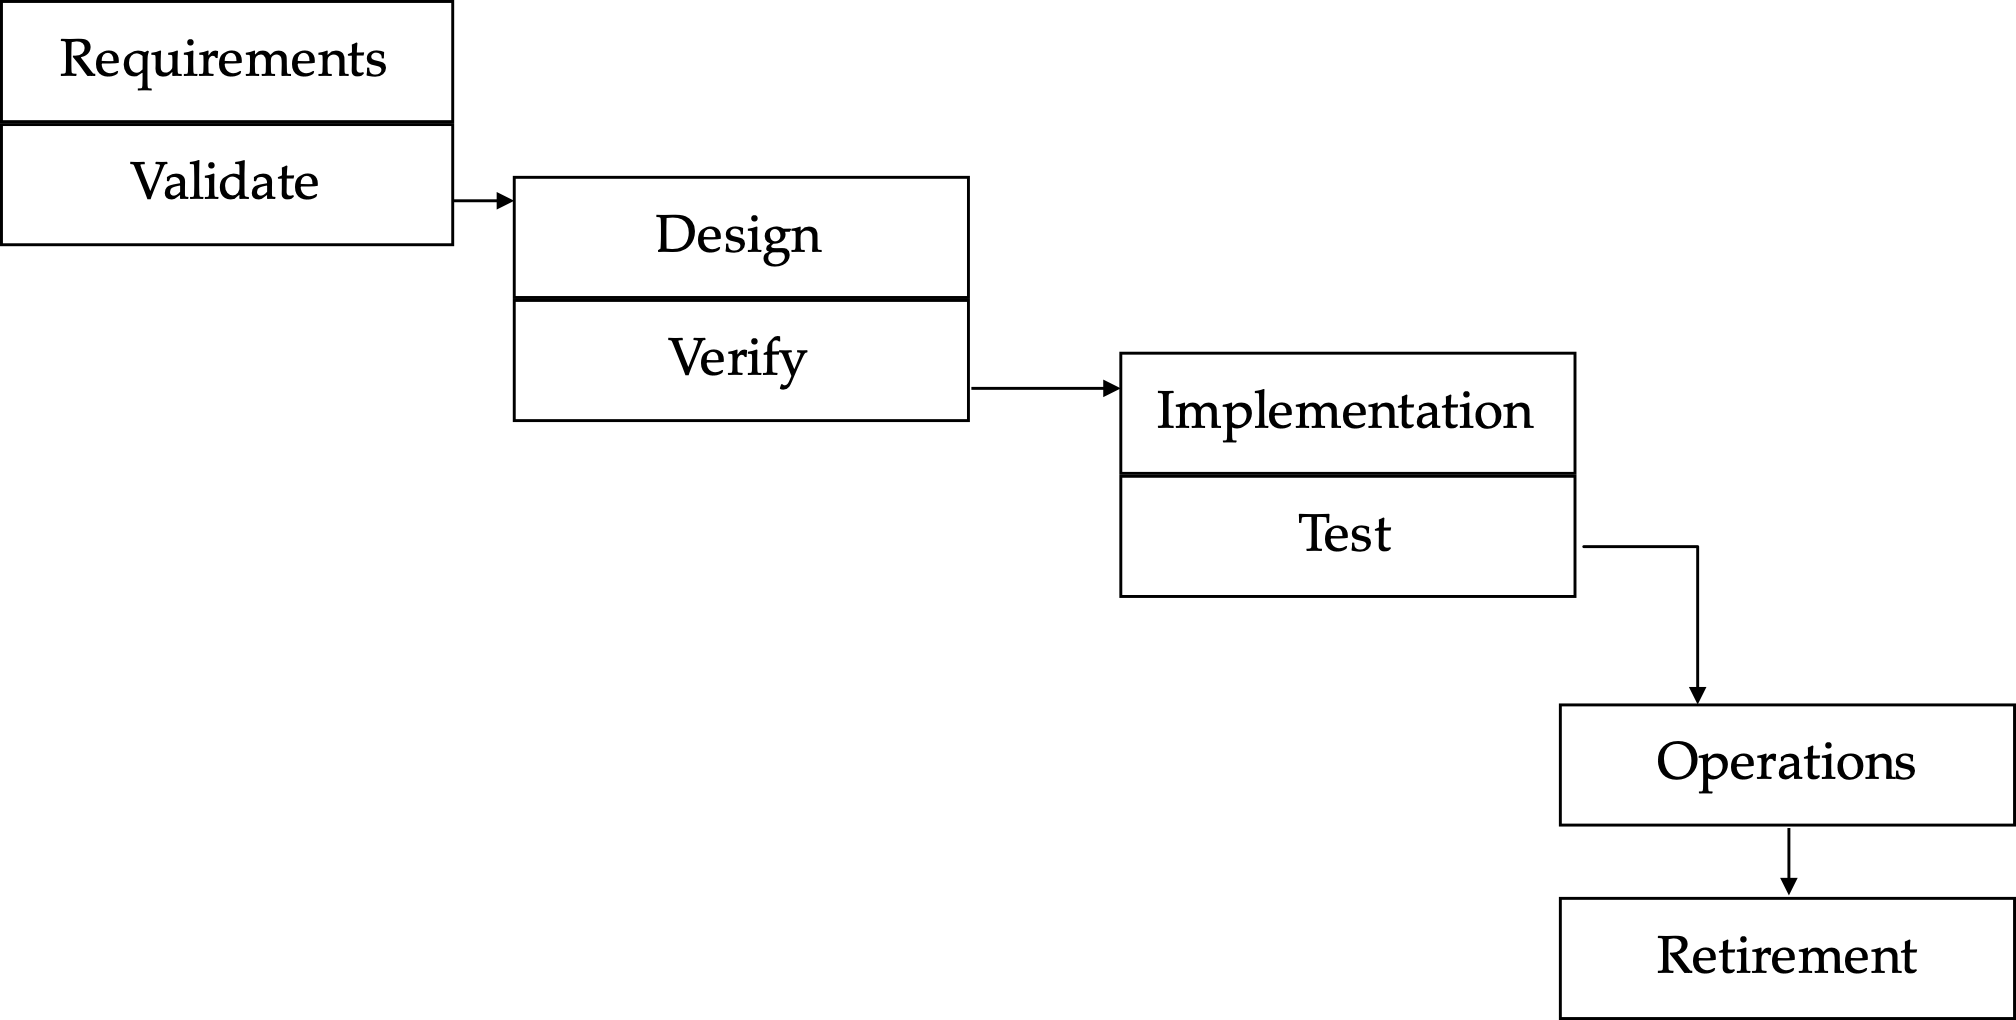 Requirements
Validate
Design
Verify
Implementation
Test
Operations
Retirement